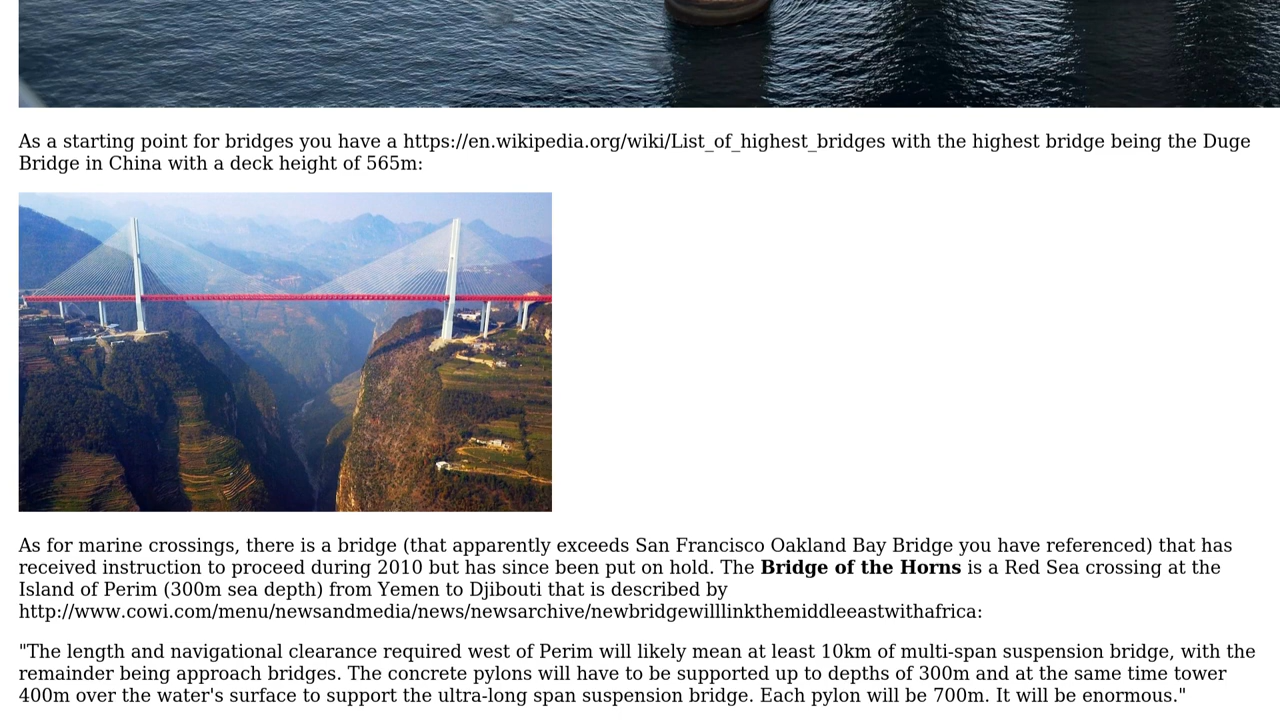 As a starting point for bridges you have a https://en.wikipedia.org/wiki/List_of_highest_bridges with the highest bridge being the Duge
Bridge in China with a deck height of 565m:
As for marine crossings, there is a bridge (that apparently exceeds San Francisco Oakland Bay Bridge you have referenced) that has
received instruction to proceed during 2010 but has since been put on hold. The Bridge of the Horns is a Red Sea crossing at the
Island of Perim (300m sea depth) from Yemen to Djibouti that is described by
http://www.cowi.com/menu/newsandmedia/news/newsarchive/newbridgewilllinkthemiddleeastwithafrica:
"The length and navigational clearance required west of Perim will likely mean at least 10km of multi-span suspension bridge, with the
remainder being approach bridges. The concrete pylons will have to be supported up to depths of 300m and at the same time tower
400m over the water's surface to support the ultra-long span suspension bridge. Each pylon will be 700m. It will be enormous."